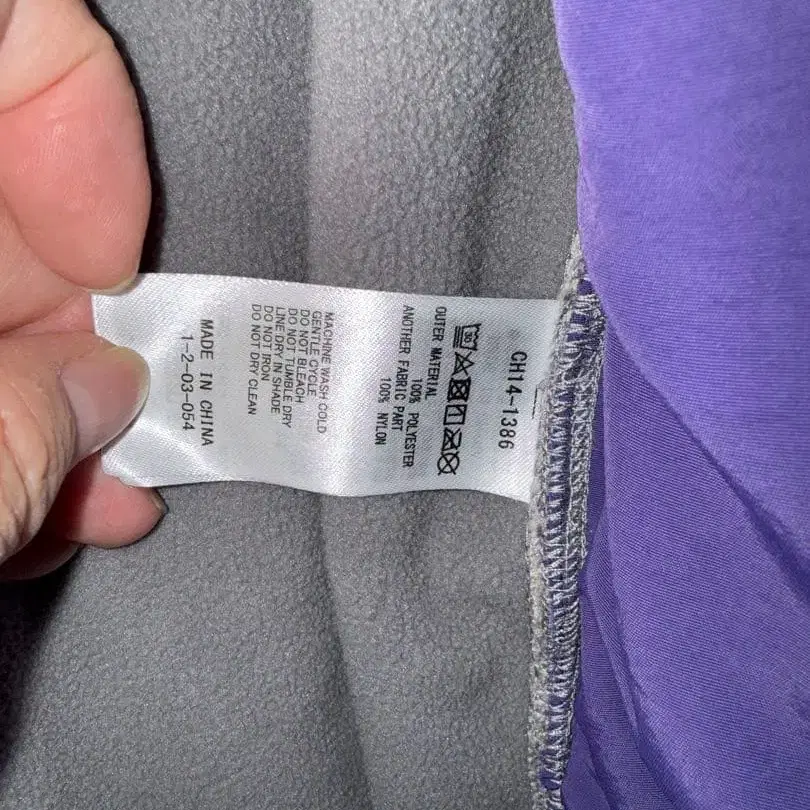 CH14-1386
30
OUTER MATERIAL
100% POLYESTER
ANOTHER FABRIC PART
100% NYLON
MACHINE WASH COLD
GENTLE CYCLE
DO NOT BLEACH
DO NOT TUMBLE DRY
LINE DRY IN SHADE
DO NOT IRON
DO NOT DRY CLEAN
MADE IN CHINA
1-2-03-054